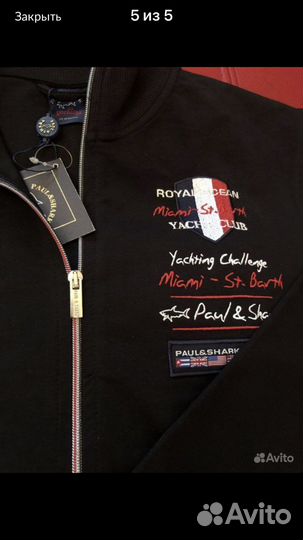 Закрыть
5 из 5
PAUL&SHARK
ROYAL OCEAN
Miami-St. Barth
YACHT CLUB
Yachting Challenge
Miami - St. Barth
Paul & Sha
PAUL&SHARK
Avito
Avito